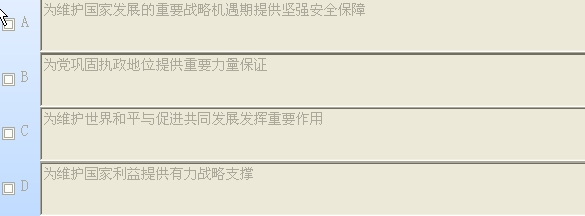 A 为维护国家发展的重要战略机遇期提供坚强安全保障
B 为党巩固执政地位提供重要力量保证
C 为维护世界和平与促进共同发展发挥重要作用
D 为维护国家利益提供有力战略支撑